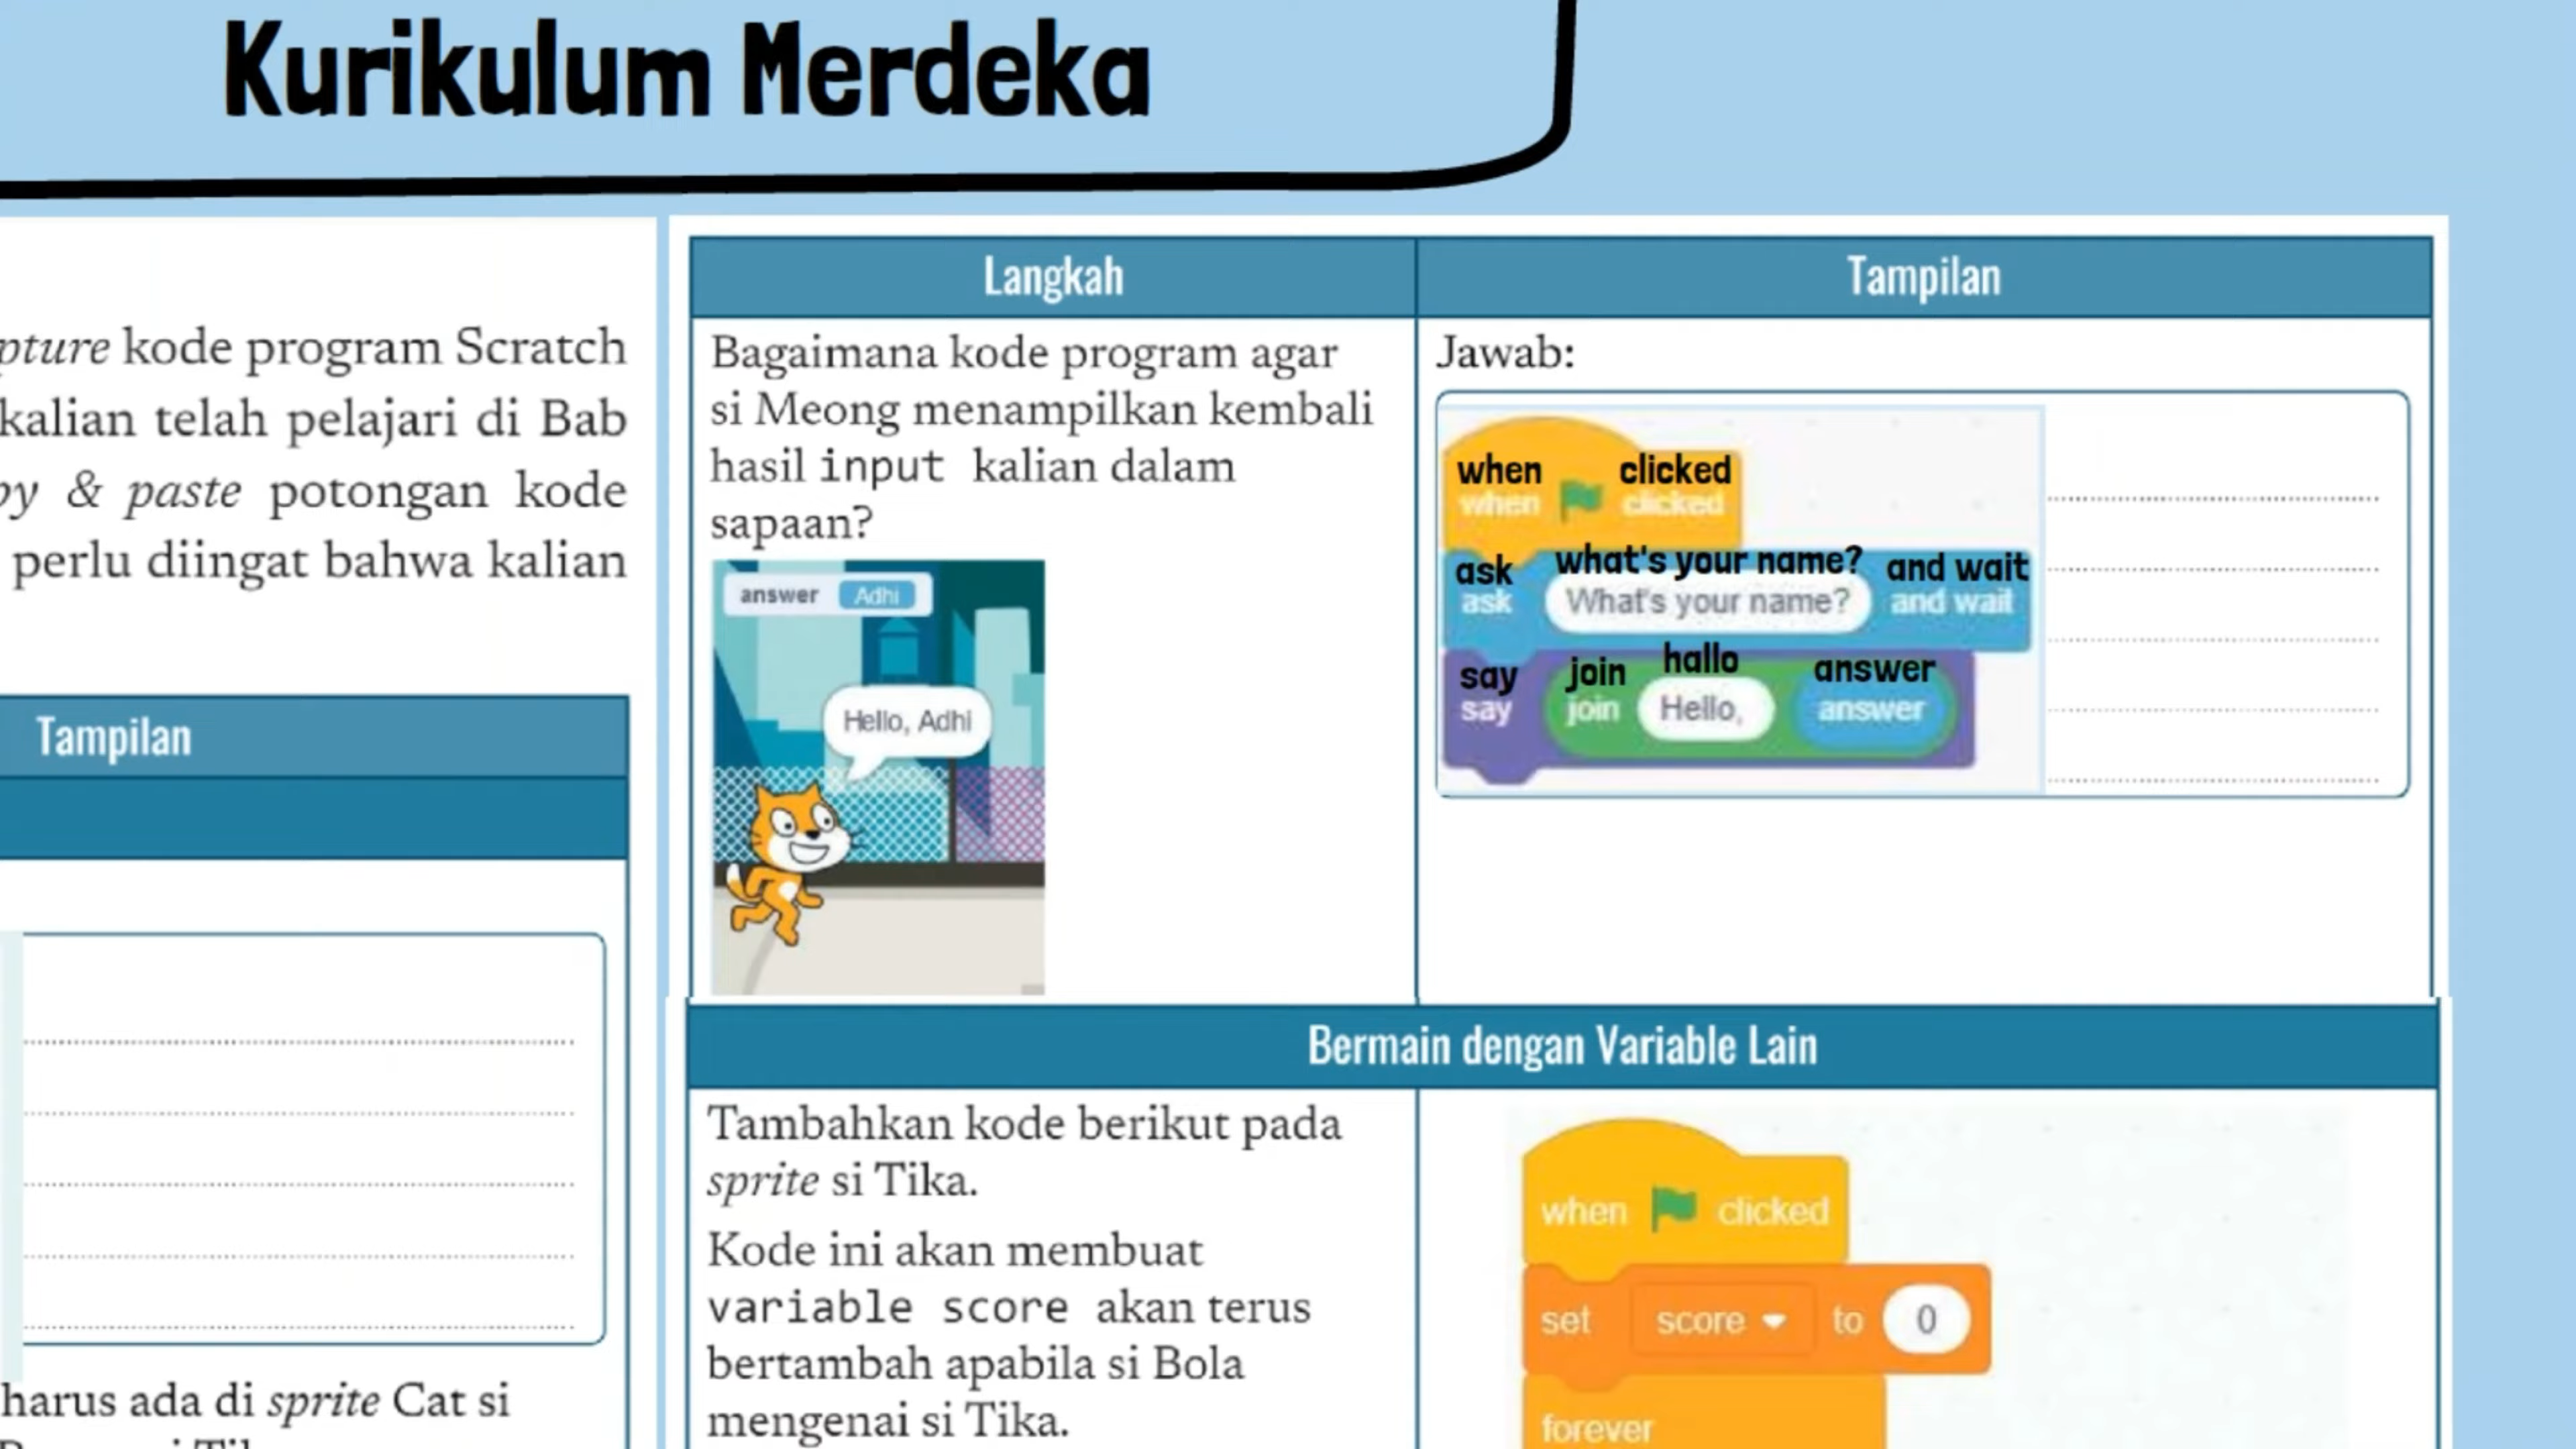 Kurikulum Merdeka
pture kode program Scratch
kalian telah pelajari di Bab
py & paste potongan kode
perlu diingat bahwa kalian
Tampilan
harus ada di sprite Cat si
Langkah
Tampilan
Bagaimana kode program agar
si Meong menampilkan kembali
hasil input kalian dalam
sapaan?
answer Adhi
Hello, Adhi
Jawab:
when clicked
when clicked
ask what's your name? and wait
ask What's your name? and wait
say join hallo answer
say join Hello, answer
Bermain dengan Variable Lain
Tambahkan kode berikut pada
sprite si Tika.
Kode ini akan membuat
variable score akan terus
bertambah apabila si Bola
mengenai si Tika.
when clicked
set score to 0
forever